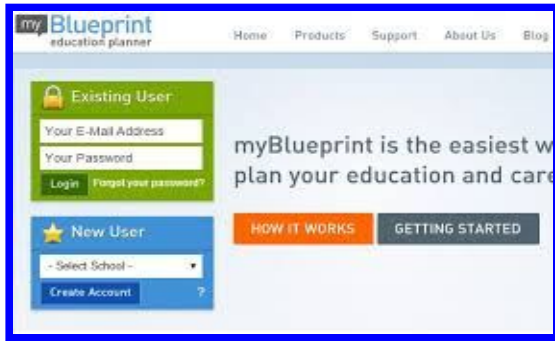 my Blueprint
education planner
Home Products Support About Us Blog
Existing User
Your E-Mail Address
Your Password
Login Forgot your password?
New User
- Select School -
Create Account ?
myBlueprint is the easiest w
plan your education and care
HOW IT WORKS GETTING STARTED